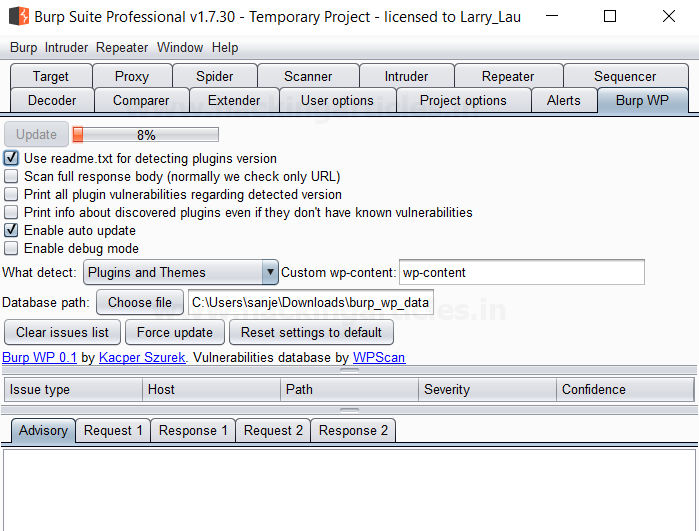 Burp Suite Professional v1.7.30 - Temporary Project - licensed to Larry_Lau
Burp Intruder Repeater Window Help
Target Proxy Spider Scanner Intruder Repeater Sequencer
Decoder Comparer Extender User options Project options Alerts Burp WP
www.hackingarticles.in
Update 8%
Use readme.txt for detecting plugins version
Scan full response body (normally we check only URL)
Print all plugin vulnerabilities regarding detected version
Print info about discovered plugins even if they don't have known vulnerabilities
Enable auto update
Enable debug mode
What detect: Plugins and Themes Custom wp-content: wp-content
Database path: Choose file C:\Users\sanje\Downloads\burp_wp_data
www.hackingarticles.in
Clear issues list Force update Reset settings to default
Burp WP 0.1 by Kacper Szurek. Vulnerabilities database by WPScan
Issue type Host Path Severity Confidence
Advisory Request 1 Response 1 Request 2 Response 2